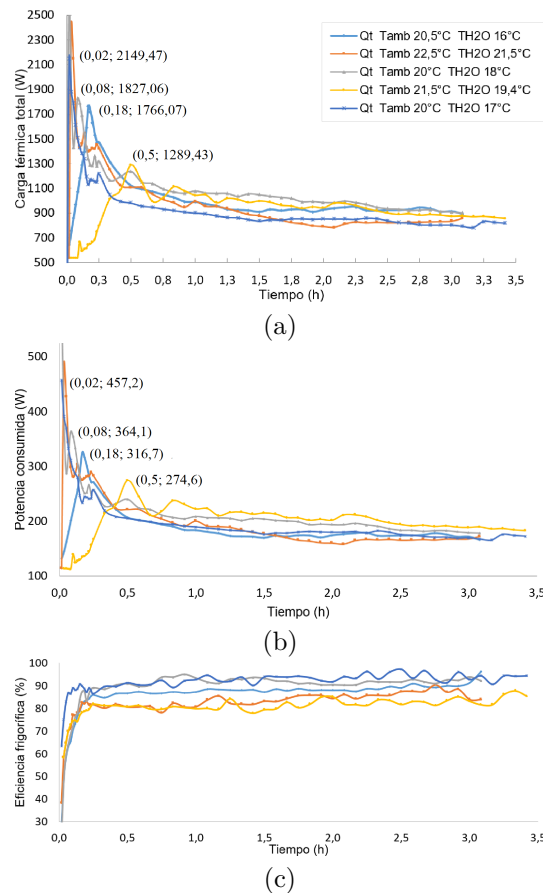 Carga térmica total (W)
2500
2300
2100
1900
1700
1500
1300
1100
900
700
500
(0,02; 2149,47)
(0,08; 1827,06)
(0,18; 1766,07)
(0,5; 1289,43)
Qt Tamb 20,5°C TH2O 16°C
Qt Tamb 22,5°C TH2O 21,5°C
Qt Tamb 20°C TH2O 18°C
Qt Tamb 21,5°C TH2O 19,4°C
Qt Tamb 20°C TH2O 17°C
0,0 0,3 0,5 0,8 1,0 1,3 1,5 1,8 2,0 2,3 2,5 2,8 3,0 3,3 3,5
Tiempo (h)
(a)
Potencia consumida (W)
500
400
300
200
100
(0,02; 457,2)
(0,08; 364,1)
(0,18; 316,7)
(0,5; 274,6)
0,0 0,5 1,0 1,5 2,0 2,5 3,0 3,5
Tiempo (h)
(b)
Eficiencia frigorífica (%)
100
90
80
70
60
50
40
30
0,0 0,5 1,0 1,5 2,0 2,5 3,0 3,5
Tiempo (h)
(c)